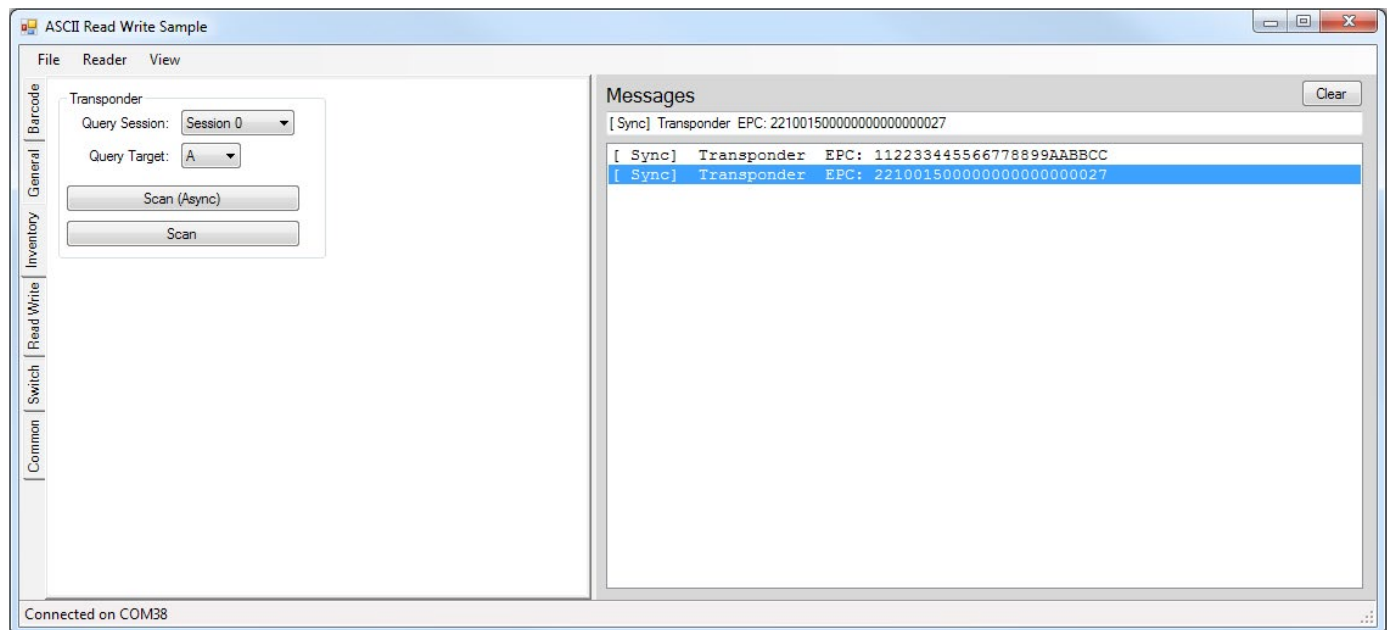 ASCII Read Write Sample
File Reader View
Barcode
General
Inventory
Read Write
Switch
Common
Transponder
Query Session: Session 0
Query Target: A
Scan (Async)
Scan
Messages
Clear
[ Sync] Transponder EPC: 221001500000000000000027
[ Sync] Transponder EPC: 112233445566778899AABBCC
[ Sync] Transponder EPC: 221001500000000000000027
Connected on COM38